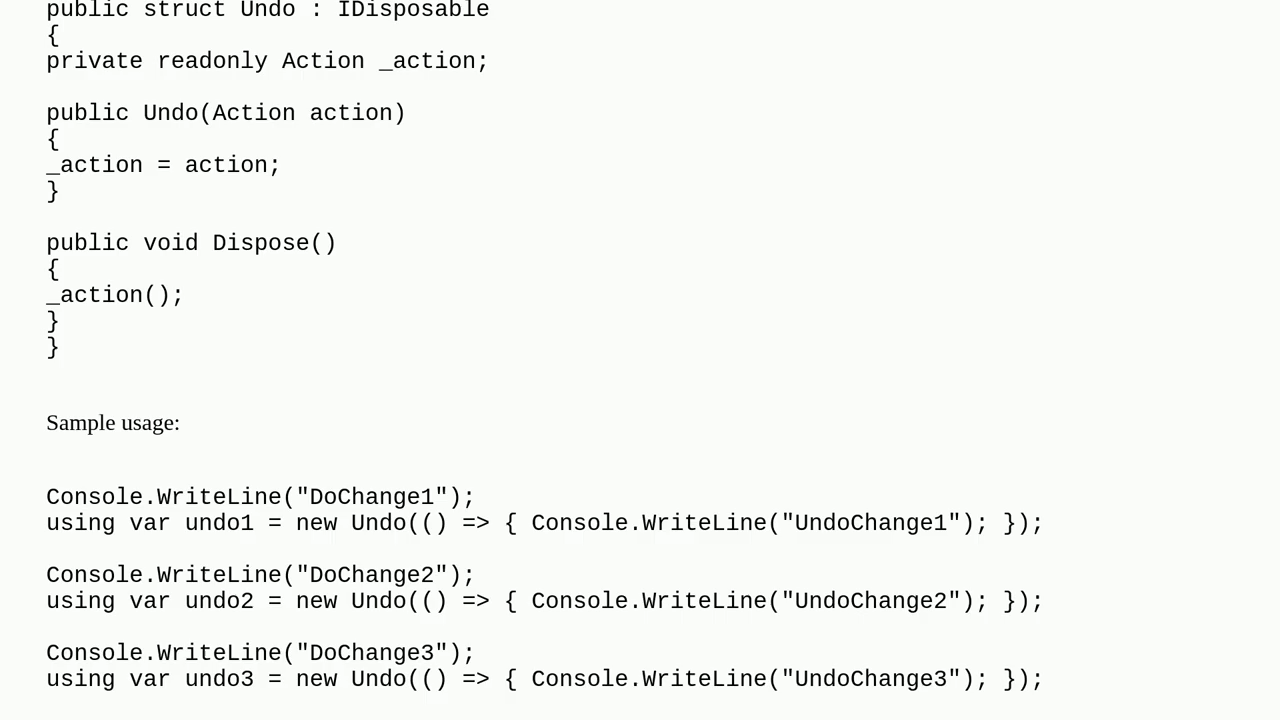 public struct Undo : IDisposable
{
private readonly Action _action;
public Undo(Action action)
{
_action = action;
}
public void Dispose()
{
_action();
}
}
Sample usage:
Console.WriteLine("DoChange1");
using var undo1 = new Undo(() => { Console.WriteLine("UndoChange1"); });
Console.WriteLine("DoChange2");
using var undo2 = new Undo(() => { Console.WriteLine("UndoChange2"); });
Console.WriteLine("DoChange3");
using var undo3 = new Undo(() => { Console.WriteLine("UndoChange3"); });